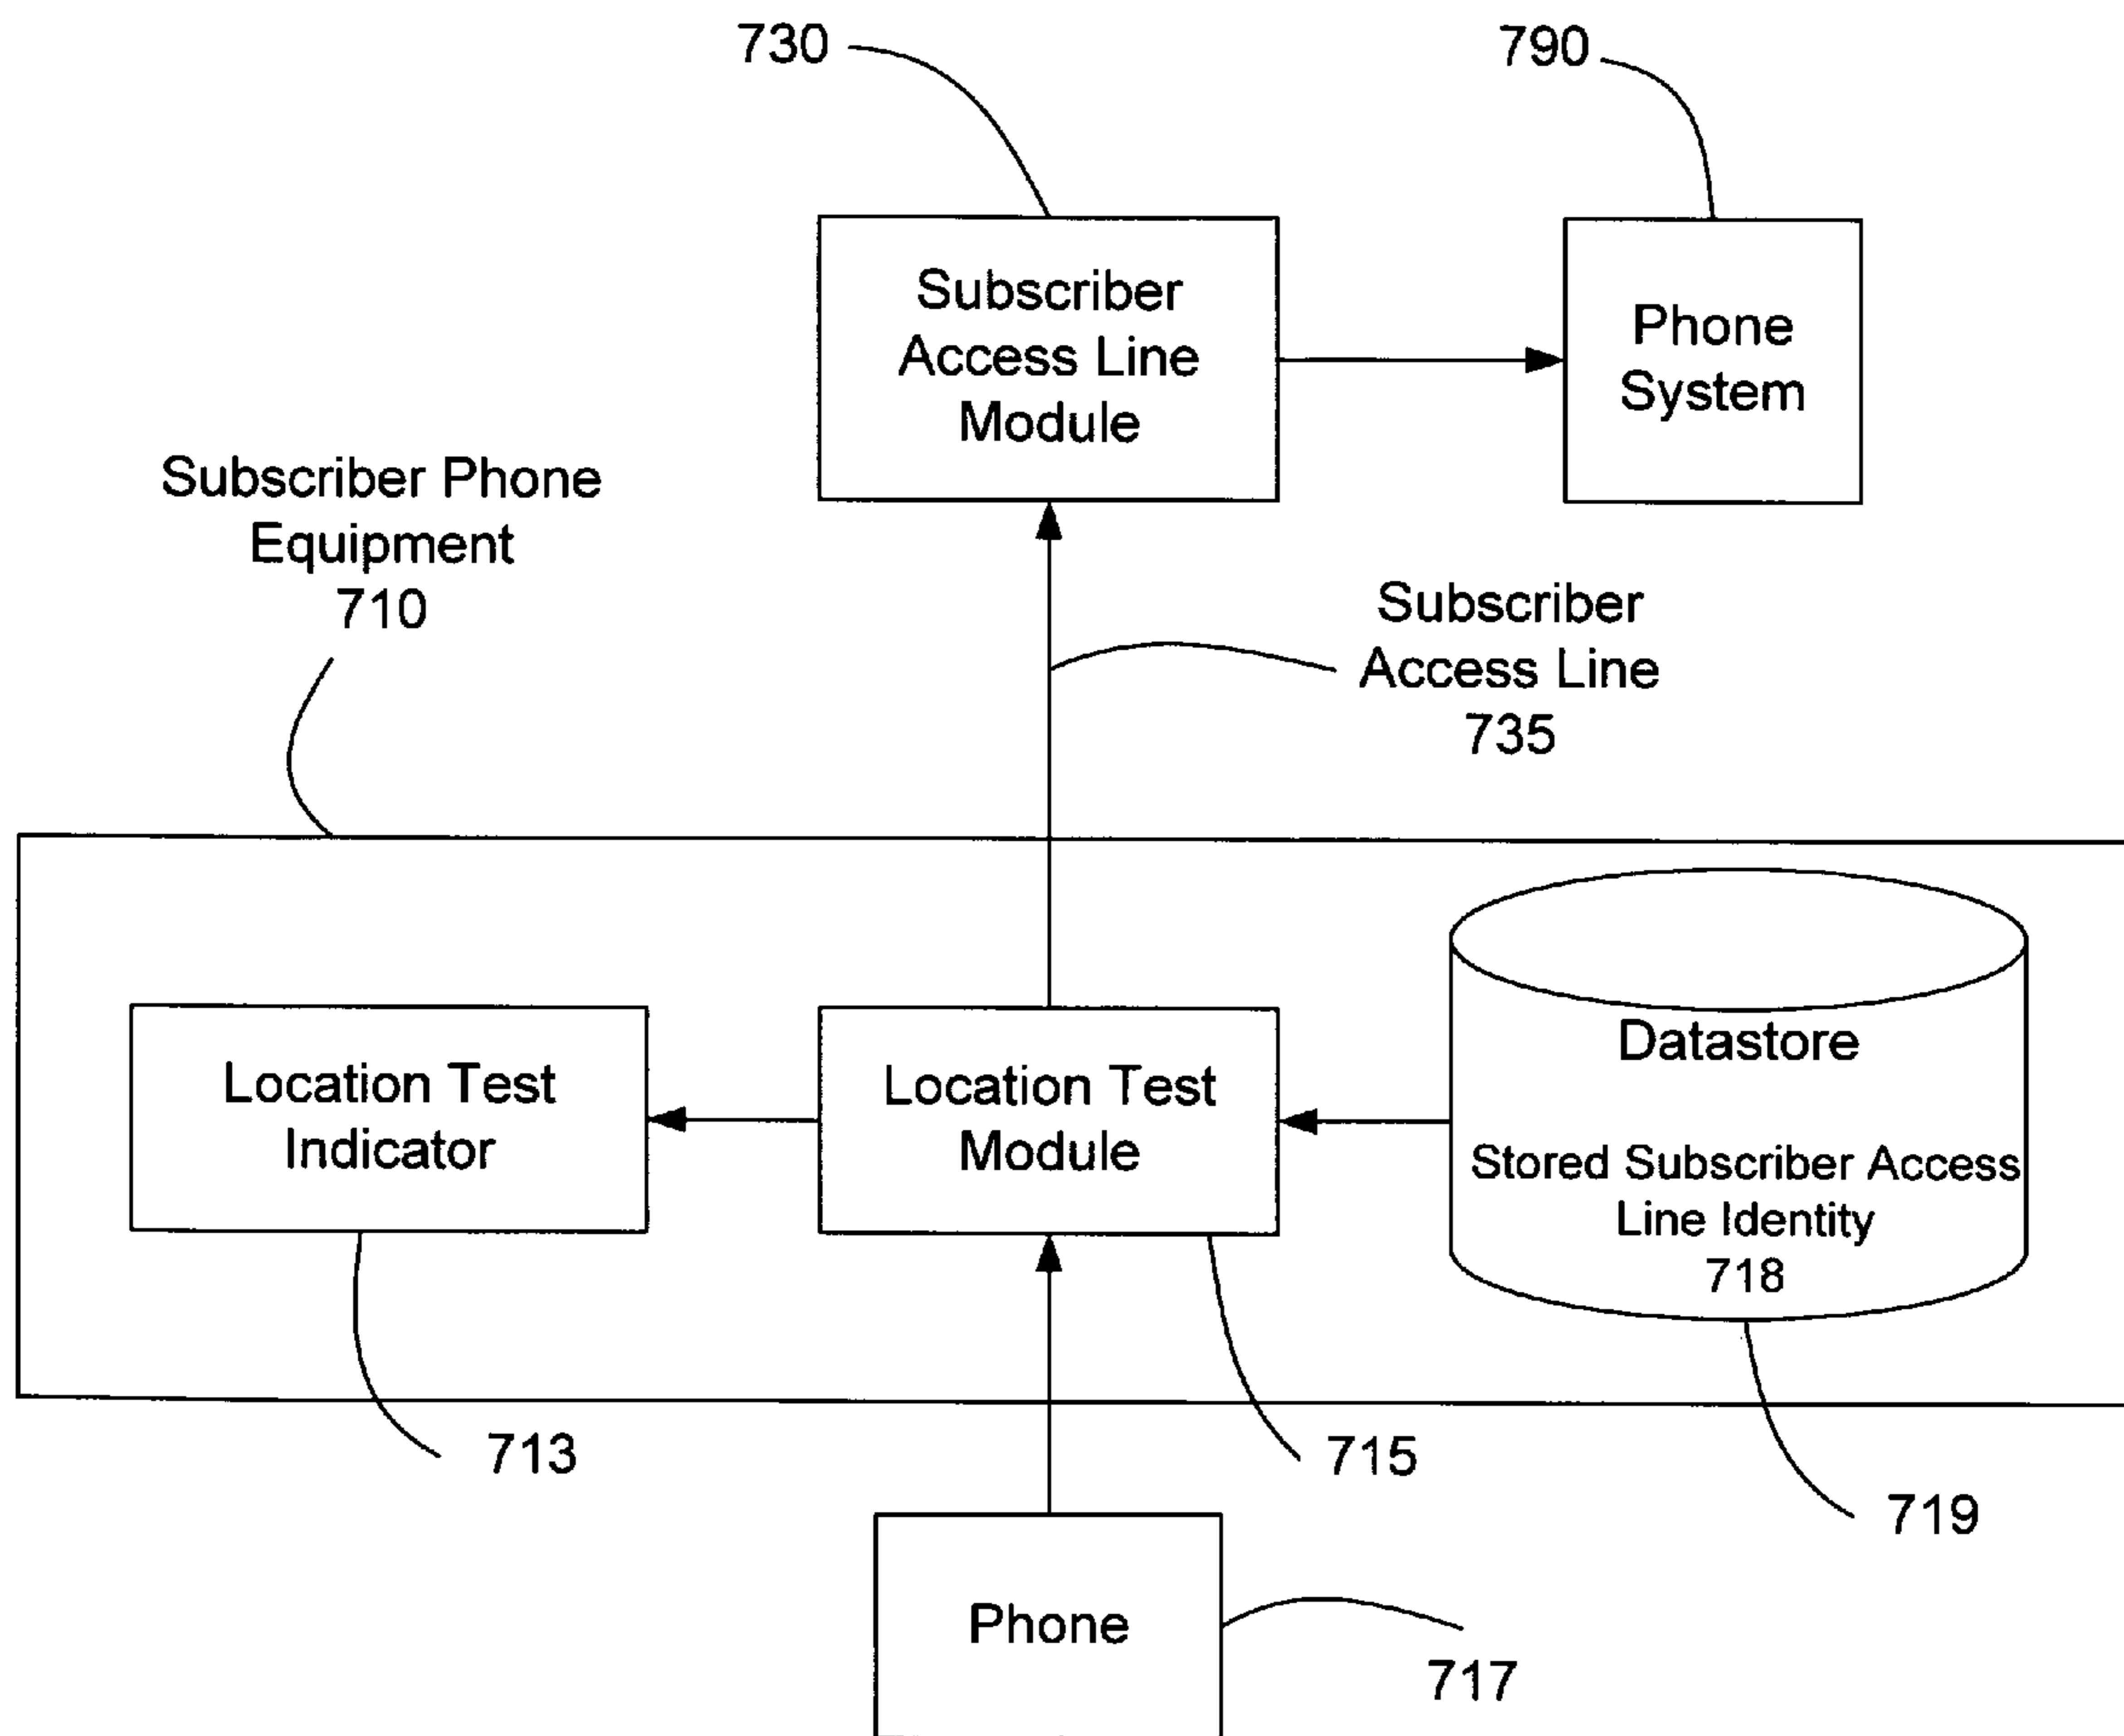 730
790
Subscriber
Access Line
Module
Phone
System
Subscriber Phone
Equipment
710
Subscriber
Access Line
735
Location Test
Indicator
Location Test
Module
Datastore
Stored Subscriber Access
Line Identity
718
713
715
719
Phone
717